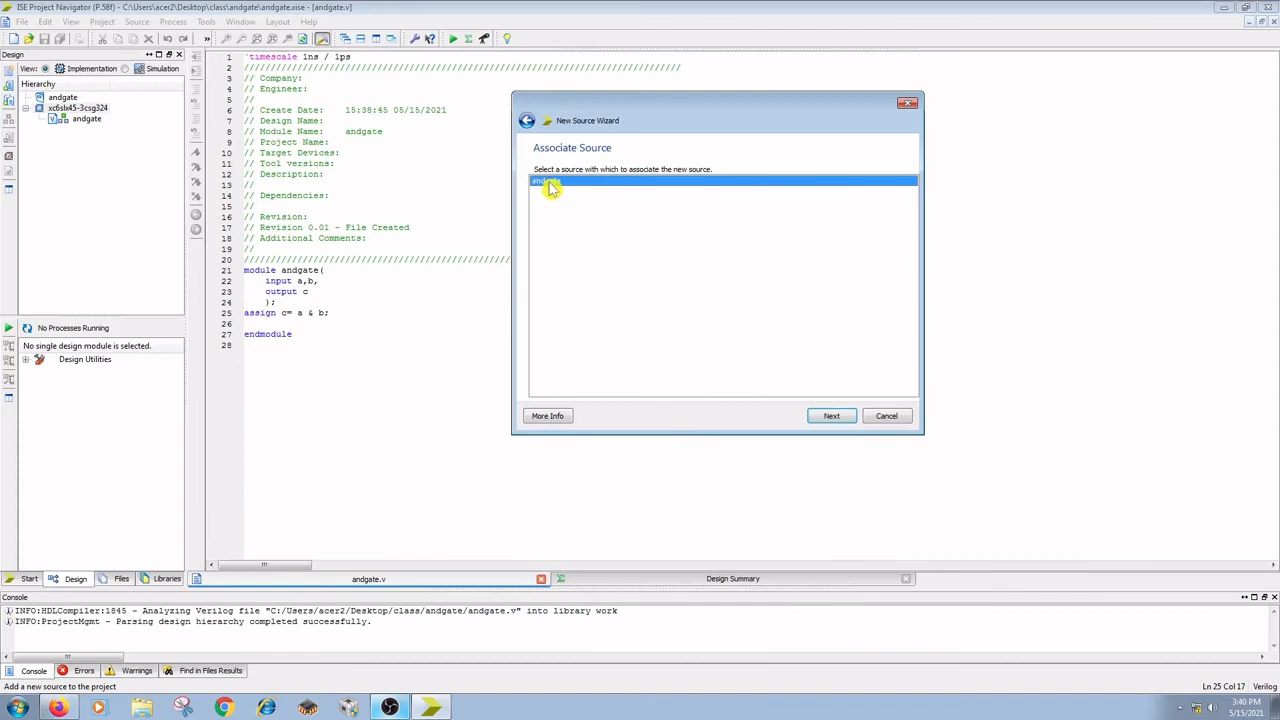 ISE Project Navigator (P.58f) - C:\Users\acer2\Desktop\class\andgate\andgate.xise - [andgate.v]
File Edit View Project Source Process Tools Window Layout Help
Design
View: Implementation Simulation
Hierarchy
andgate
xc6slx45-3csg324
andgate
No Processes Running
No single design module is selected.
Design Utilities
1 `timescale 1ns / 1ps
2 //////////////////////////////////////////////////////////////////////////////////
3 // Company:
4 // Engineer:
5 //
6 // Create Date: 15:38:45 05/15/2021
7 // Design Name:
8 // Module Name: andgate
9 // Project Name:
10 // Target Devices:
11 // Tool versions:
12 // Description:
13 //
14 // Dependencies:
15 //
16 // Revision:
17 // Revision 0.01 - File Created
18 // Additional Comments:
19 //
20 //////////////////////////////////////////////////
21 module andgate(
22 input a,b,
23 output c
24 );
25 assign c= a & b;
26
27 endmodule
28
New Source Wizard
Associate Source
Select a source with which to associate the new source.
andgate
More Info Next Cancel
Start Design Files Libraries
andgate.v Design Summary
Console
INFO:HDLCompiler:1845 - Analyzing Verilog file "C:/Users/acer2/Desktop/class/andgate/andgate.v" into library work
INFO:ProjectMgmt - Parsing design hierarchy completed successfully.
Console Errors Warnings Find in Files Results
Add a new source to the project Ln 25 Col 17 Verilog
3:40 PM
5/15/2021